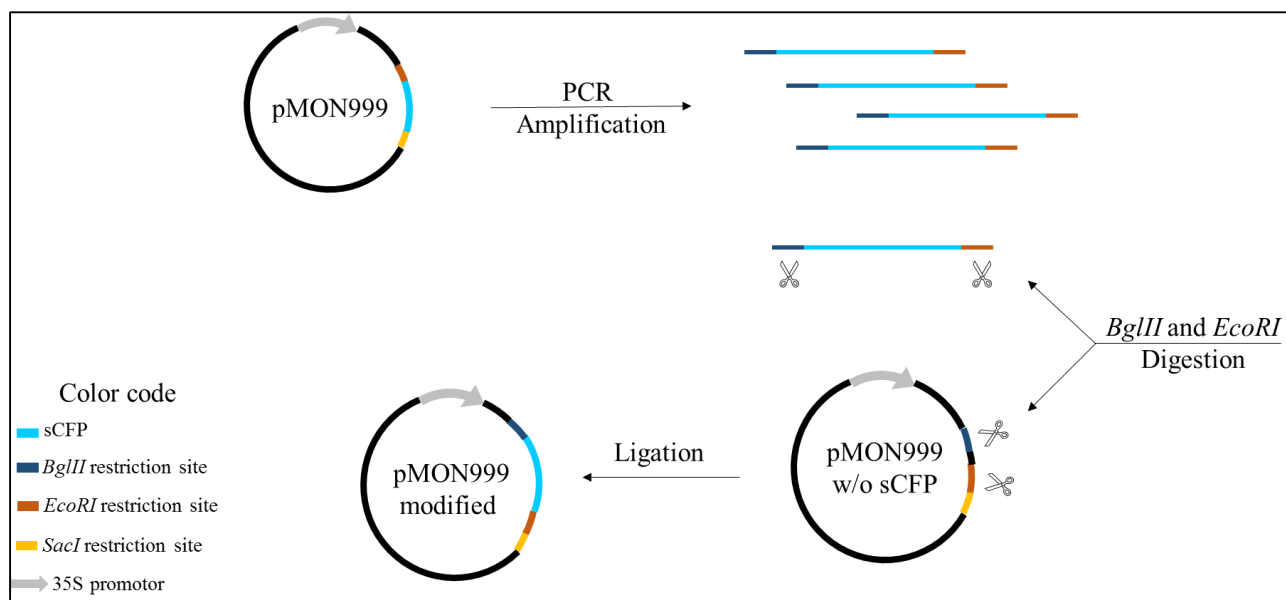 pMON999
PCR
Amplification
BglII and EcoRI
Digestion
pMON999
w/o sCFP
Ligation
pMON999
modified
Color code
sCFP
BglII restriction site
EcoRI restriction site
SacI restriction site
35S promotor